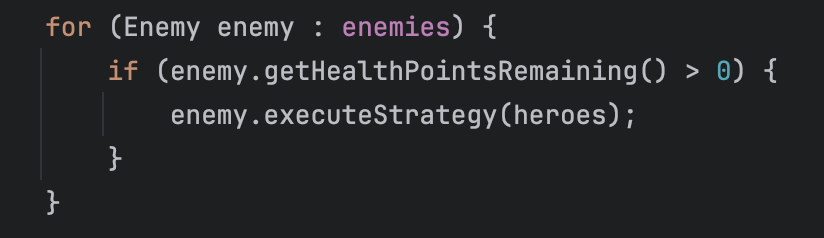 for (Enemy enemy : enemies) {
    if (enemy.getHealthPointsRemaining() > 0) {
        enemy.executeStrategy(heroes);
    }
}